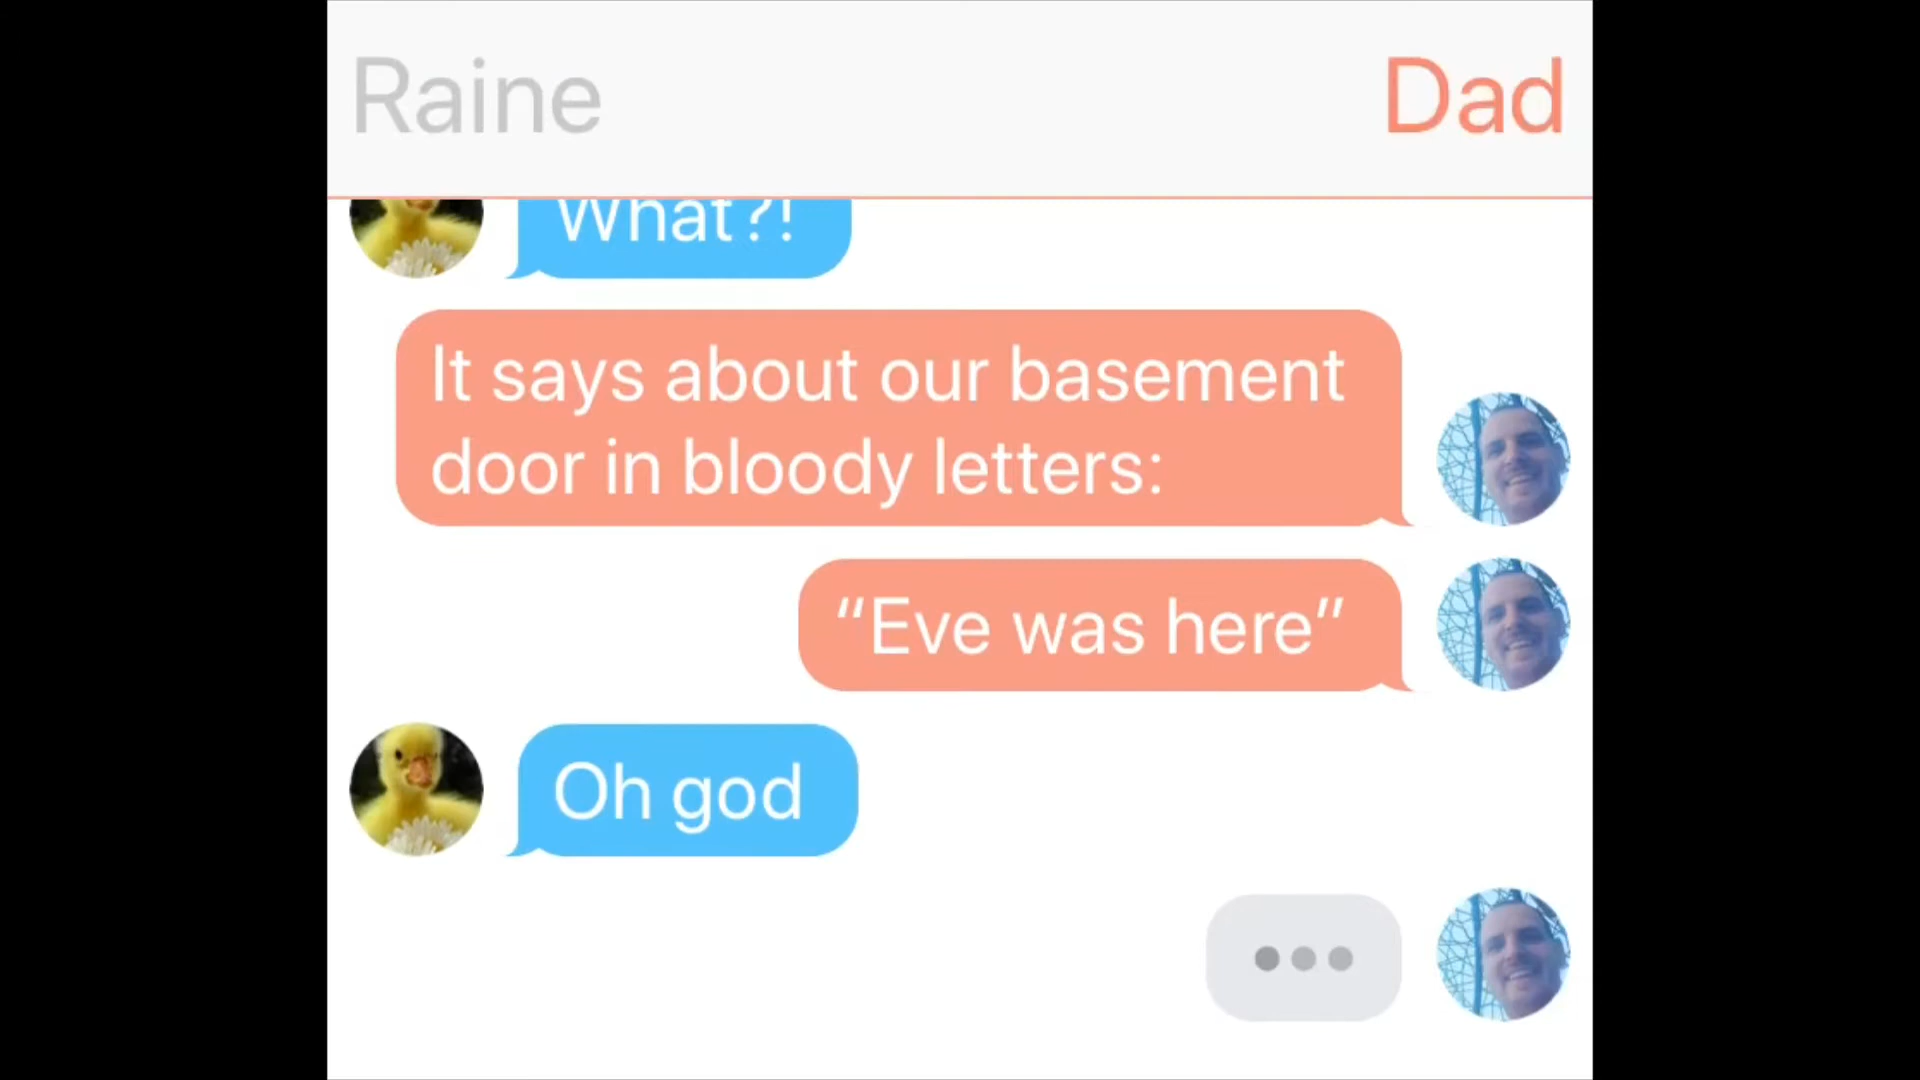 Raine
Dad
What?!
It says about our basement
door in bloody letters:
“Eve was here”
Oh god